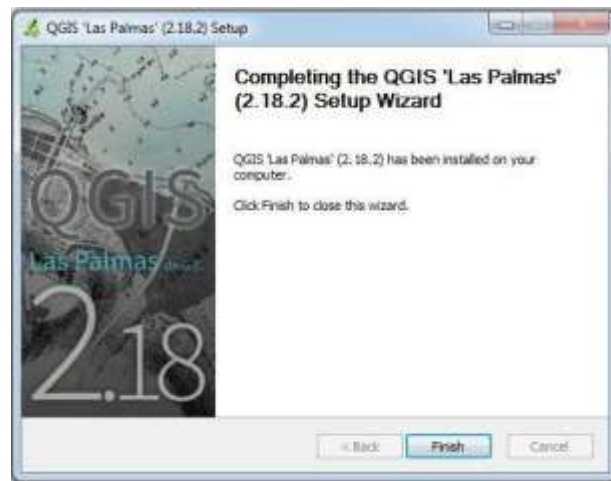 QGIS 'Las Palmas' (2.18.2) Setup
Completing the QGIS 'Las Palmas'
(2.18.2) Setup Wizard
QGIS 'Las Palmas' (2.18.2) has been installed on your
computer.
Click Finish to close this wizard.
QGIS
Las Palmas
2.18
< Back
Finish
Cancel